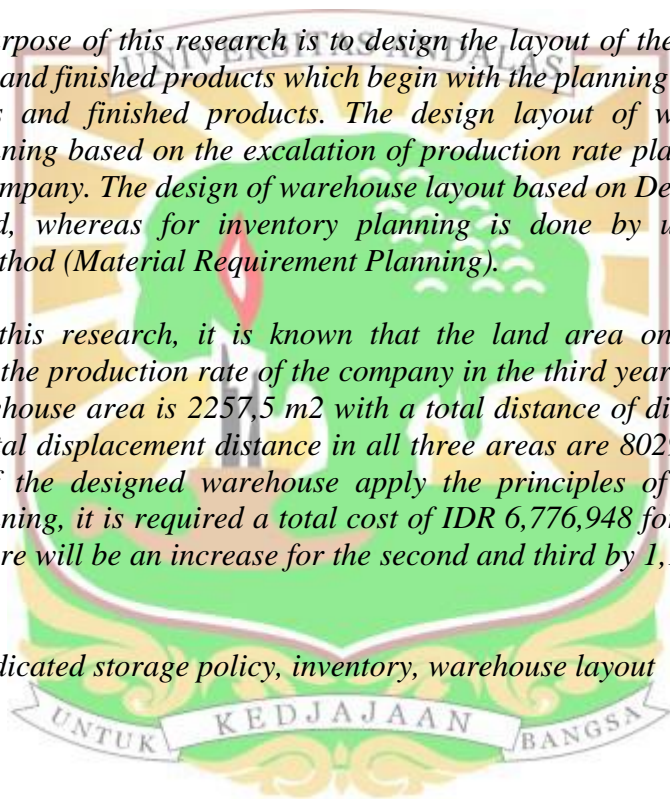 UNIVERSITAS ANDALAS
rpose of this research is to design the layout of the
and finished products which begin with the planning
s and finished products. The design layout of w
ning based on the excalation of production rate pla
ompany. The design of warehouse layout based on De
d, whereas for inventory planning is done by u
thod (Material Requirement Planning).
this research, it is known that the land area on
the production rate of the company in the third year
ehouse area is 2257,5 m2 with a total distance of di
tal displacement distance in all three areas are 802
f the designed warehouse apply the principles of
ning, it is required a total cost of IDR 6,776,948 fo
re will be an increase for the second and third by 1,
dicated storage policy, inventory, warehouse layout
UNTUK KEDJAJAAN BANGSA